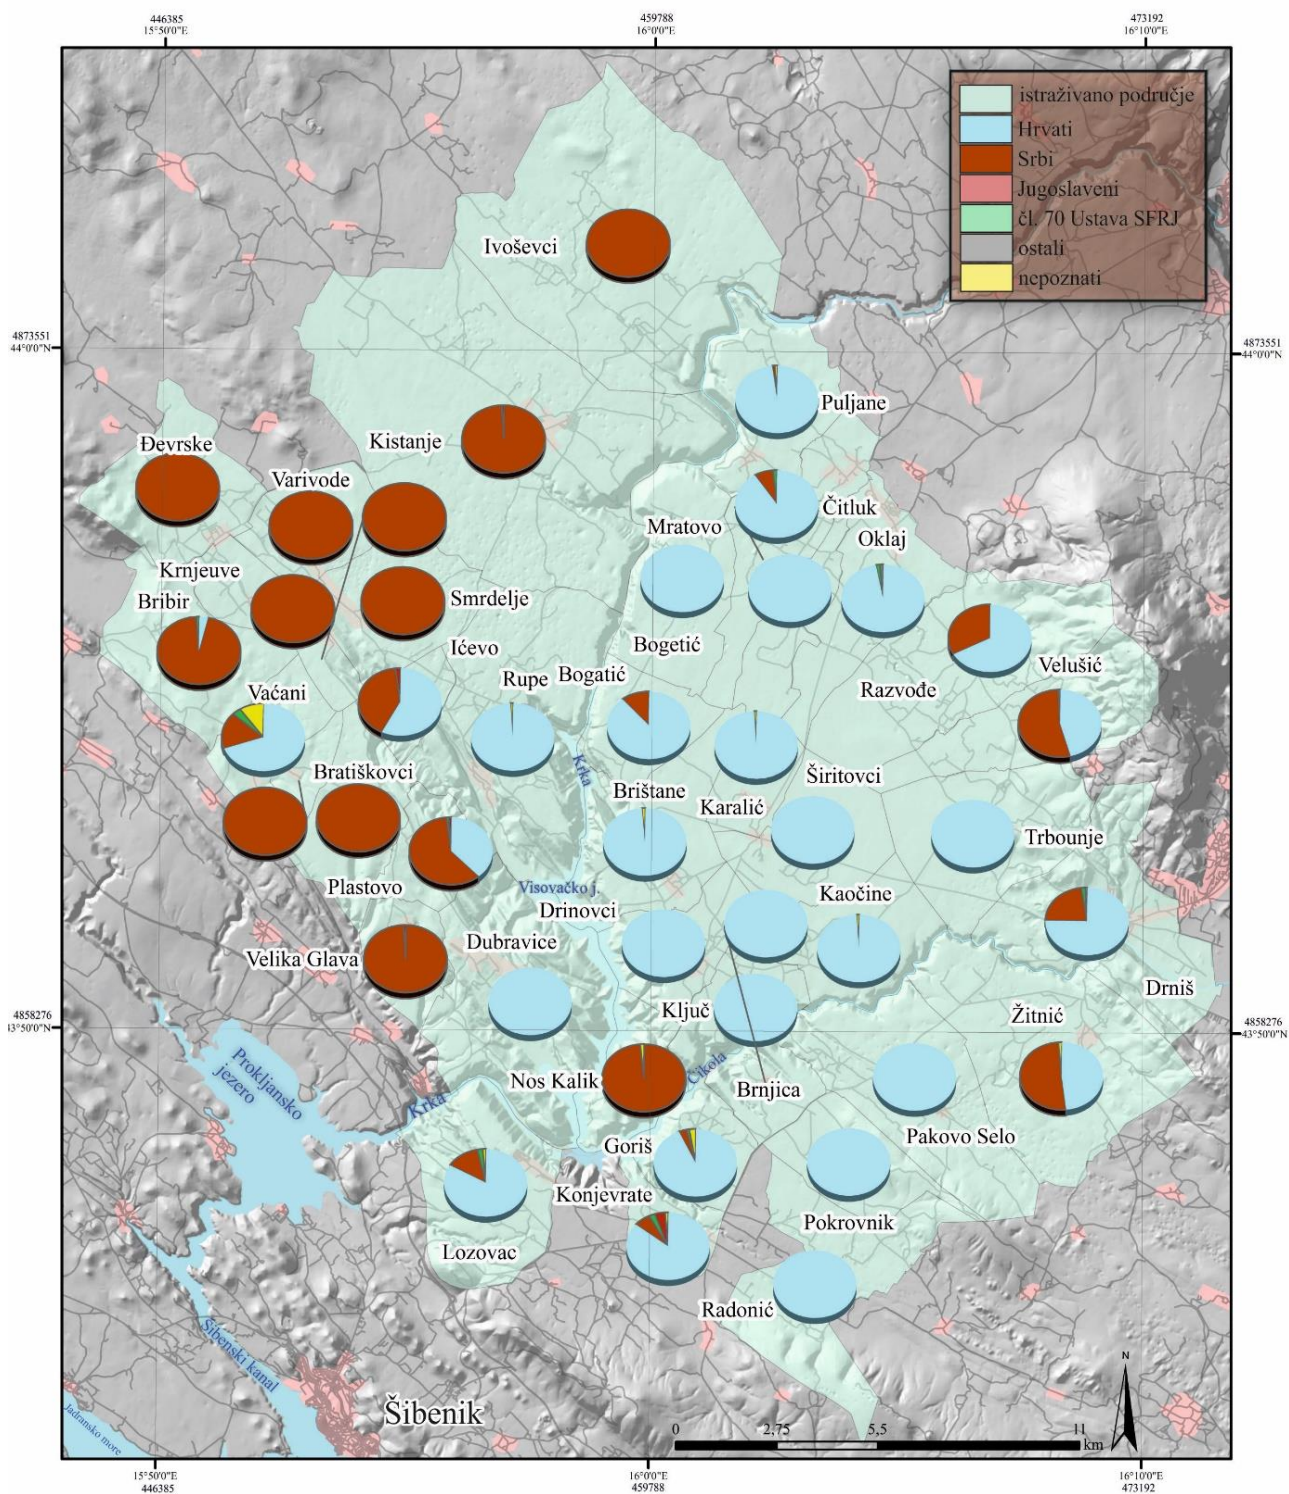 446385
15°50'0"E
459788
16°0'0"E
473192
16°10'0"E
istraživano područje
Hrvati
Srbi
Jugoslaveni
čl. 70 Ustava SFRJ
ostali
nepoznati
Ivoševci
4873551
44°0'0"N
4873551
44°0'0"N
Puljane
Kistanje
Đevrske
Varivode
Čitluk
Mratovo
Oklaj
Krnjeuve
Bribir
Smrdelje
Bogetić
Ićevo
Velušić
Rupe
Bogatić
Razvođe
Vaćani
Krka
Bratiškovci
Širitovci
Brištane
Karalić
Trbounje
Plastovo
Visovačko j.
Drinovci
Kaočine
Dubravice
Velika Glava
Drniš
Ključ
Žitnić
4858276
43°50'0"N
4858276
43°50'0"N
Prokljansko
jezero
Nos Kalik
Čikola
Brnjica
Krka
Pakovo Selo
Goriš
Konjevrate
Pokrovnik
Lozovac
Radonić
Šibenski kanal
Šibenik
Jadransko more
N
0
2,75
5,5
11
km
15°50'0"E
446385
16°0'0"E
459788
16°10'0"E
473192